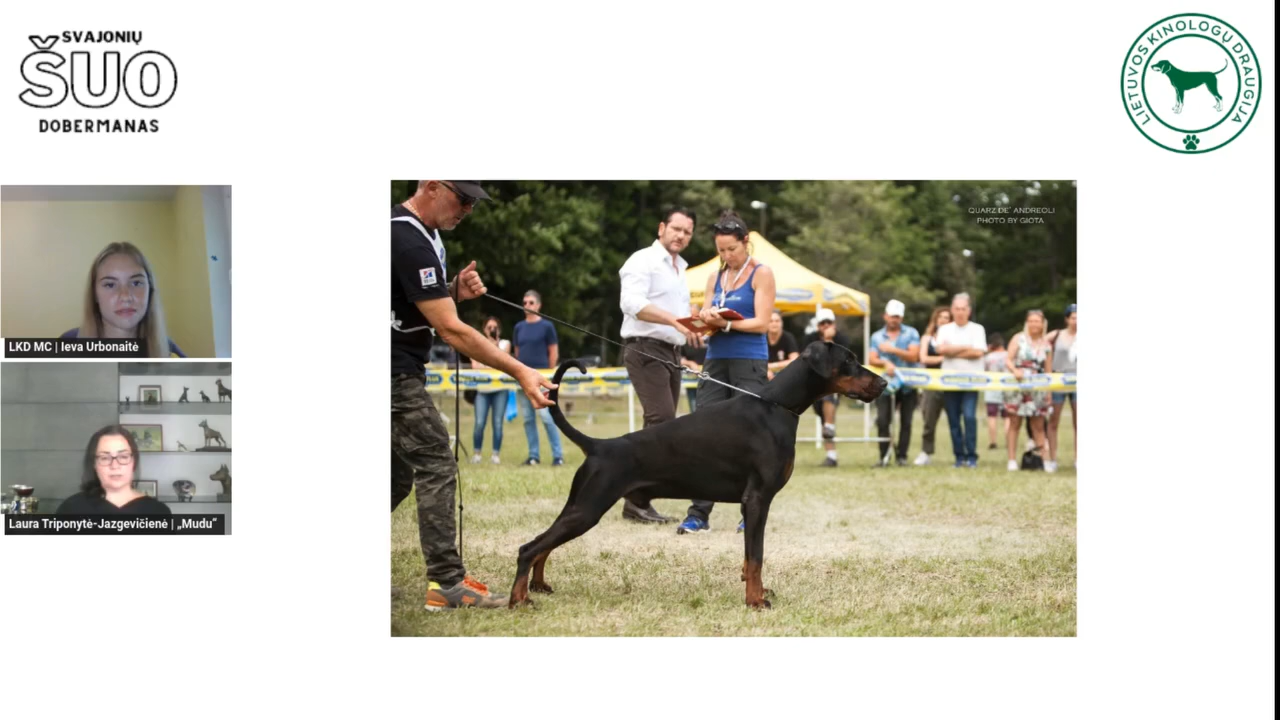 SVAJONIŲ
ŠUO
DOBERMANAS
LIETUVOS KINOLOGŲ DRAUGIJA
QUARZ DE' ANDREOLI
PHOTO BY GIOTA
LKD MC | Ieva Urbonaitė
Laura Triponytė-Jazgevičienė | „Mudu“